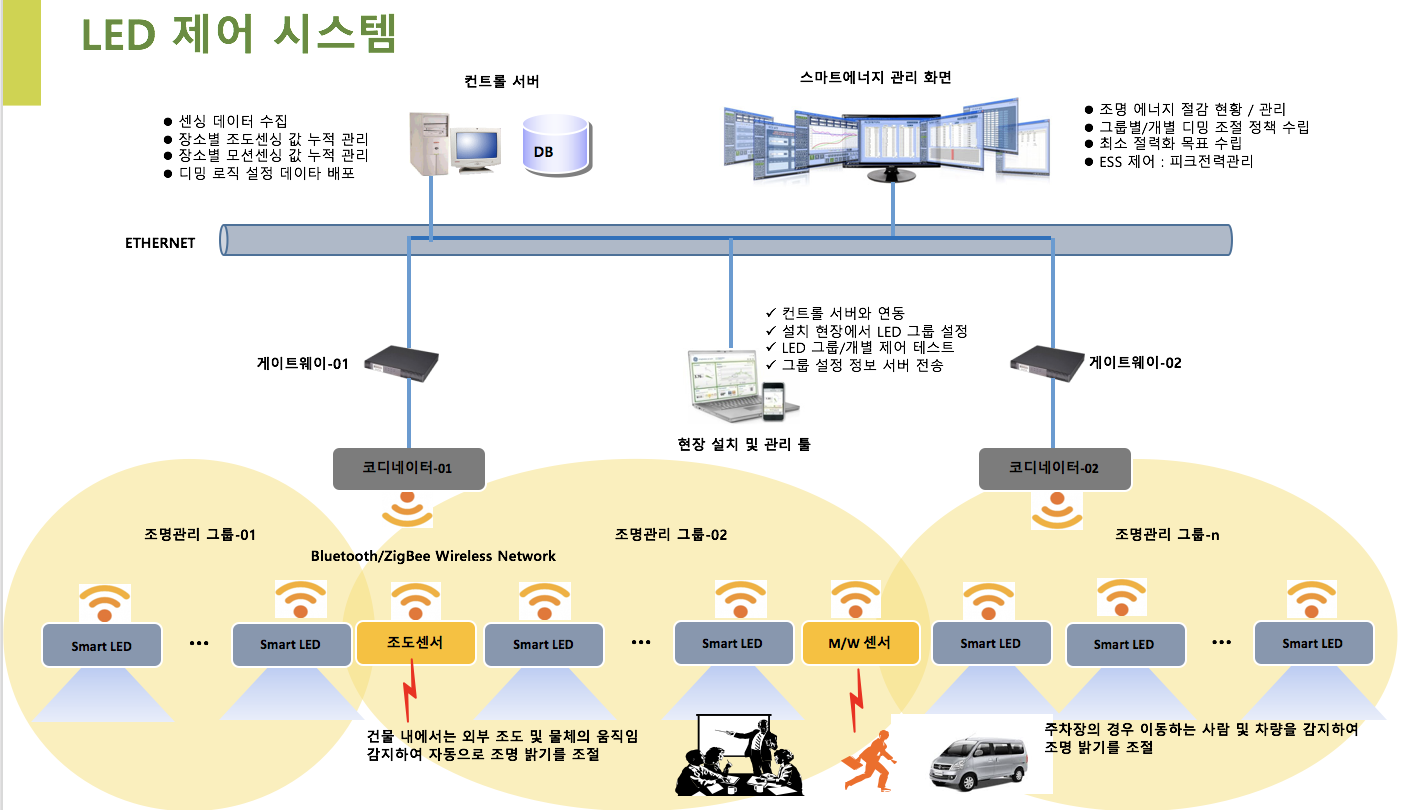 LED 제어 시스템
컨트롤 서버
스마트에너지 관리 화면
● 센싱 데이터 수집
● 장소별 조도센싱 값 누적 관리
● 장소별 모션센싱 값 누적 관리
● 디밍 로직 설정 데이타 배포
DB
● 조명 에너지 절감 현황 / 관리
● 그룹별/개별 디밍 조절 정책 수립
● 최소 절력화 목표 수립
● ESS 제어 : 피크전력관리
ETHERNET
✓ 컨트롤 서버와 연동
✓ 설치 현장에서 LED 그룹 설정
✓ LED 그룹/개별 제어 테스트
✓ 그룹 설정 정보 서버 전송
게이트웨이-01
게이트웨이-02
현장 설치 및 관리 툴
코디네이터-01
코디네이터-02
조명관리 그룹-01
조명관리 그룹-02
조명관리 그룹-n
Bluetooth/ZigBee Wireless Network
Smart LED
...
Smart LED
조도센서
Smart LED
...
Smart LED
M/W 센서
Smart LED
Smart LED
...
Smart LED
건물 내에서는 외부 조도 및 물체의 움직임
감지하여 자동으로 조명 밝기를 조절
주차장의 경우 이동하는 사람 및 차량을 감지하여
조명 밝기를 조절